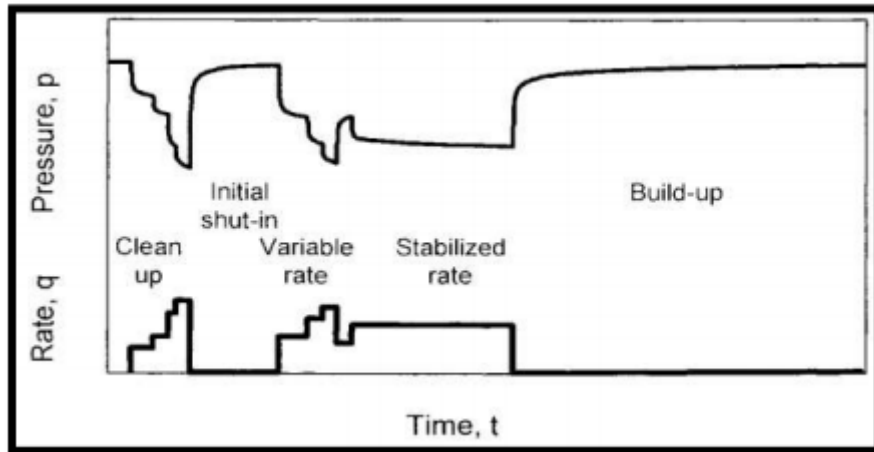 Pressure, p
Initial
shut-in
Build-up
Clean
up
Variable
rate
Stabilized
rate
Rate, q
Time, t